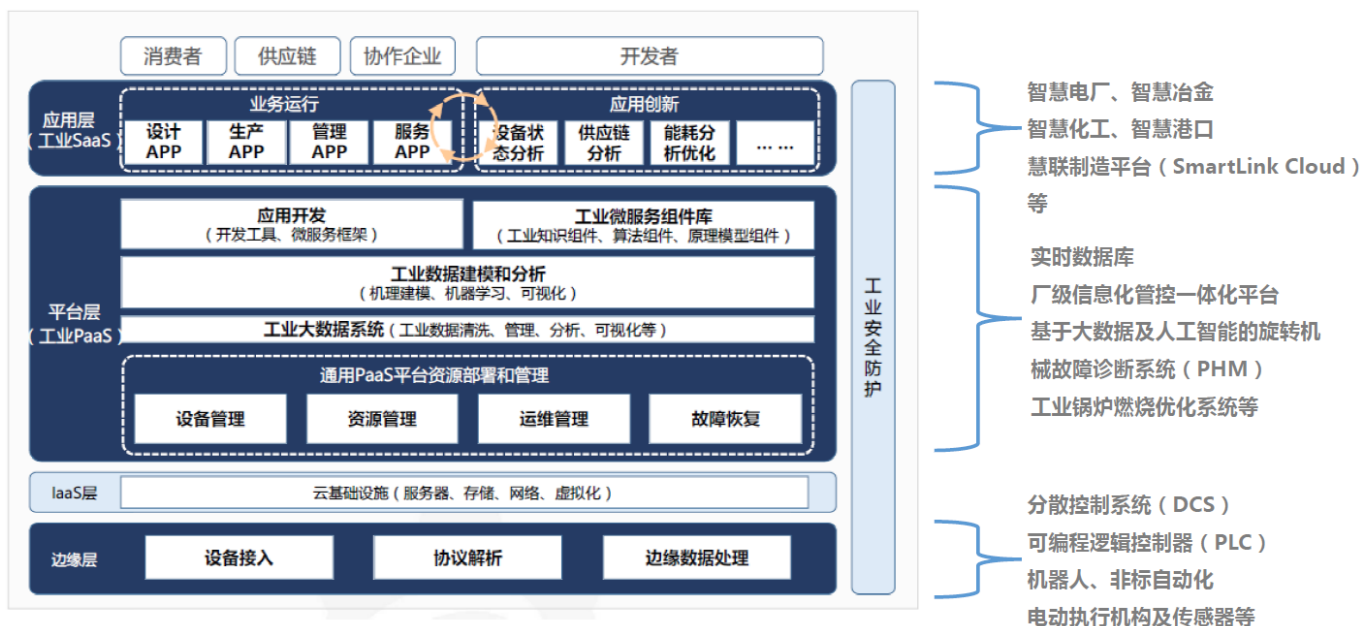 消费者
供应链
协作企业
开发者
应用层
（工业SaaS）
业务运行
设计
APP
生产
APP
管理
APP
服务
APP
应用创新
设备状
态分析
供应链
分析
能耗分
析优化
... ...
平台层
（工业PaaS）
应用开发
（开发工具、微服务框架）
工业微服务组件库
（工业知识组件、算法组件、原理模型组件）
工业数据建模和分析
（机理建模、机器学习、可视化）
工业大数据系统（工业数据清洗、管理、分析、可视化等）
通用PaaS平台资源部署和管理
设备管理
资源管理
运维管理
故障恢复
IaaS层
云基础设施（服务器、存储、网络、虚拟化）
边缘层
设备接入
协议解析
边缘数据处理
工业安全防护
智慧电厂、智慧冶金
智慧化工、智慧港口
慧联制造平台（SmartLink Cloud）
等
实时数据库
厂级信息化管控一体化平台
基于大数据及人工智能的旋转机
械故障诊断系统（PHM）
工业锅炉燃烧优化系统等
分散控制系统（DCS）
可编程逻辑控制器（PLC）
机器人、非标自动化
电动执行机构及传感器等